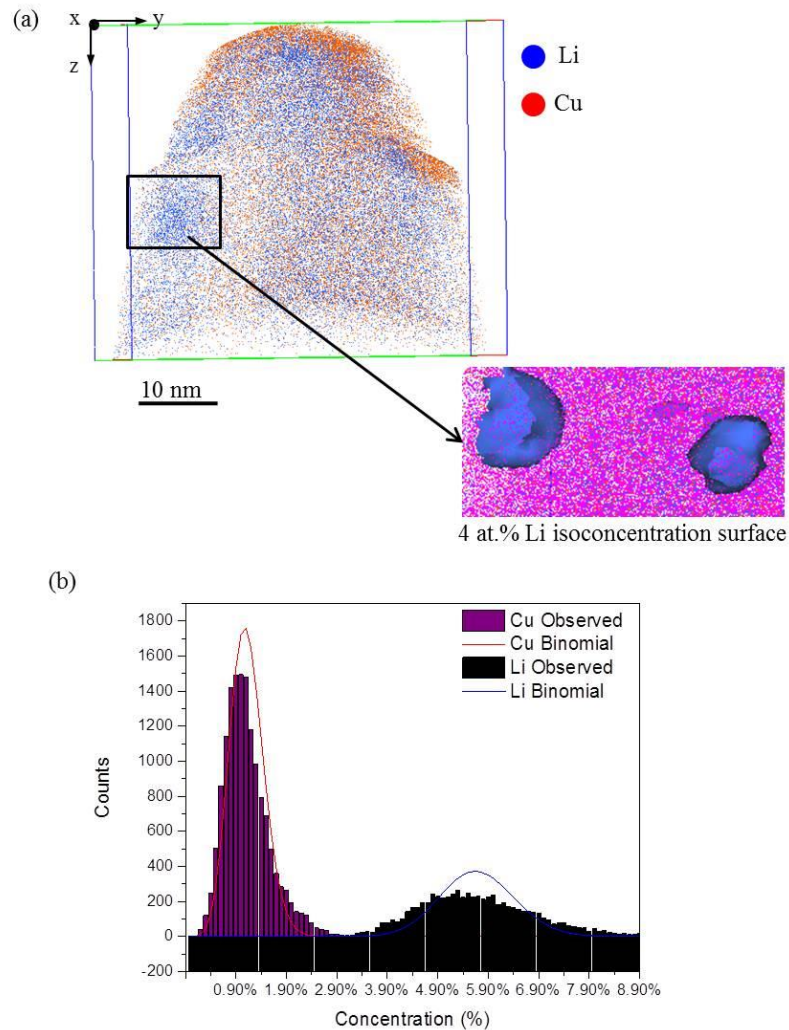 (a)
x
y
z
Li
Cu
10 nm
4 at.% Li isoconcentration surface
(b)
1800
1600
1400
1200
1000
800
600
400
200
0
-200
Counts
Cu Observed
Cu Binomial
Li Observed
Li Binomial
0.90% 1.90% 2.90% 3.90% 4.90% 5.90% 6.90% 7.90% 8.90%
Concentration (%)